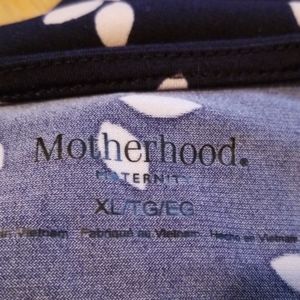 Motherhood.
MATERNITY
XL/TG/EG
in Vietnam Fabriqué au Vietnam Hecho en Vietnam